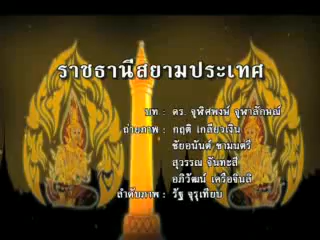 ราชธานีสยามประเทศ
บท : ดร. จุฬิศพงษ์ จุฬาลักษณ์
ถ่ายภาพ : กฤติ เกลียวเงิน
ชัยอนันต์ ชามนตรี
สุวรรณ จันทะสี
อภิวัฒน์ เครือจินลิ
ลำดับภาพ : รัฐ จุรุเทียบ